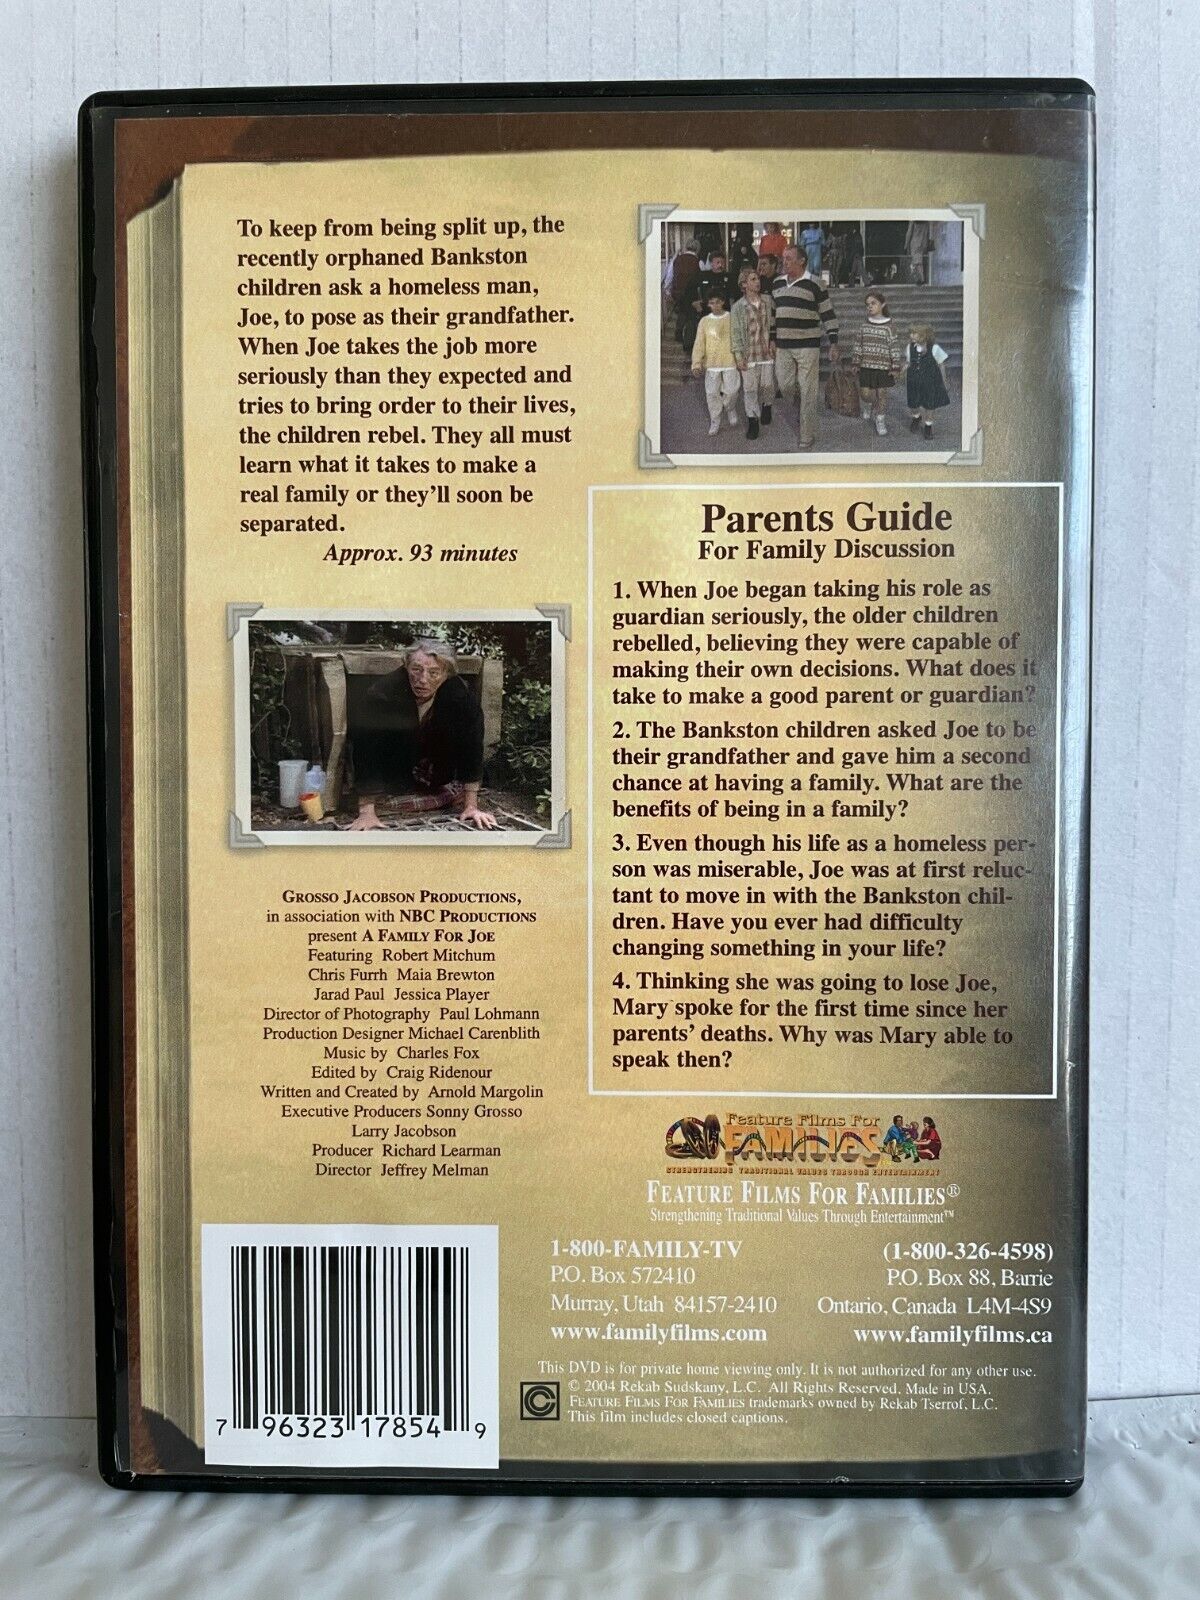 To keep from being split up, the
recently orphaned Bankston
children ask a homeless man,
Joe, to pose as their grandfather.
When Joe takes the job more
seriously than they expected and
tries to bring order to their lives,
the children rebel. They all must
learn what it takes to make a
real family or they'll soon be
separated.
Approx. 93 minutes
GROSSO JACOBSON PRODUCTIONS,
in association with NBC PRODUCTIONS
present A FAMILY FOR JOE
Featuring Robert Mitchum
Chris Furrh Maia Brewton
Jarad Paul Jessica Player
Director of Photography Paul Lohmann
Production Designer Michael Carenblith
Music by Charles Fox
Edited by Craig Ridenour
Written and Created by Arnold Margolin
Executive Producers Sonny Grosso
Larry Jacobson
Producer Richard Learman
Director Jeffrey Melman
7 96323 17854 9
Parents Guide
For Family Discussion
1. When Joe began taking his role as
guardian seriously, the older children
rebelled, believing they were capable of
making their own decisions. What does it
take to make a good parent or guardian?
2. The Bankston children asked Joe to be
their grandfather and gave him a second
chance at having a family. What are the
benefits of being in a family?
3. Even though his life as a homeless per-
son was miserable, Joe was at first reluc-
tant to move in with the Bankston chil-
dren. Have you ever had difficulty
changing something in your life?
4. Thinking she was going to lose Joe,
Mary spoke for the first time since her
parents' deaths. Why was Mary able to
speak then?
Feature Films For
FAMILIES
STRENGTHENING TRADITIONAL VALUES THROUGH ENTERTAINMENT
FEATURE FILMS FOR FAMILIES®
Strengthening Traditional Values Through Entertainment™
1-800-FAMILY-TV (1-800-326-4598)
P.O. Box 572410 P.O. Box 88, Barrie
Murray, Utah 84157-2410 Ontario, Canada L4M-4S9
www.familyfilms.com www.familyfilms.ca
This DVD is for private home viewing only. It is not authorized for any other use.
© 2004 Rekab Sudskany, L.C. All Rights Reserved. Made in USA.
FEATURE FILMS FOR FAMILIES trademarks owned by Rekab Tserrof, L.C.
This film includes closed captions.